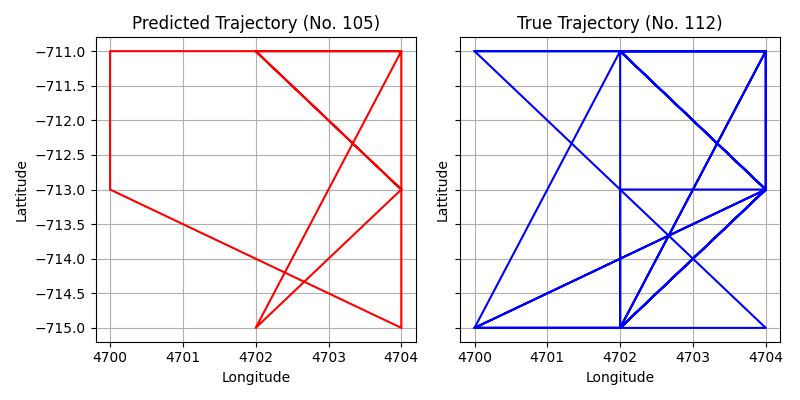 Predicted Trajectory (No. 105)
True Trajectory (No. 112)
−711.0
−711.5
−712.0
−712.5
−713.0
−713.5
−714.0
−714.5
−715.0
Lattitude
Lattitude
4700 4701 4702 4703 4704
4700 4701 4702 4703 4704
Longitude
Longitude